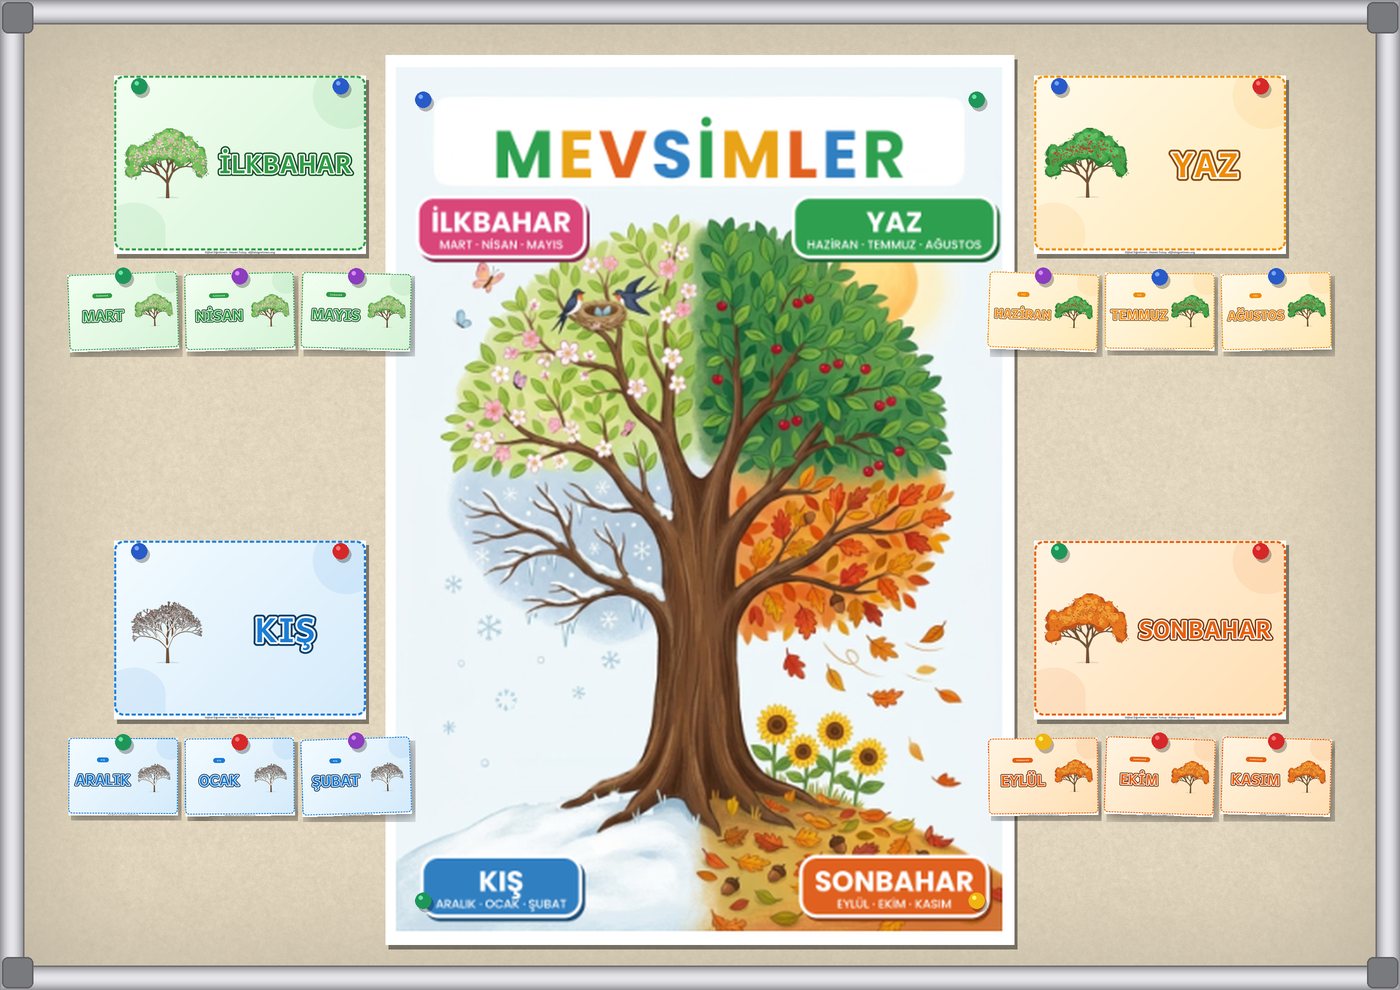 MEVSİMLER
İLKBAHAR
MART · NİSAN · MAYIS
YAZ
HAZİRAN · TEMMUZ · AĞUSTOS
KIŞ
ARALIK · OCAK · ŞUBAT
SONBAHAR
EYLÜL · EKİM · KASIM
İLKBAHAR
MART
NİSAN
MAYIS
YAZ
HAZİRAN
TEMMUZ
AĞUSTOS
KIŞ
ARALIK
OCAK
ŞUBAT
SONBAHAR
EYLÜL
EKİM
KASIM